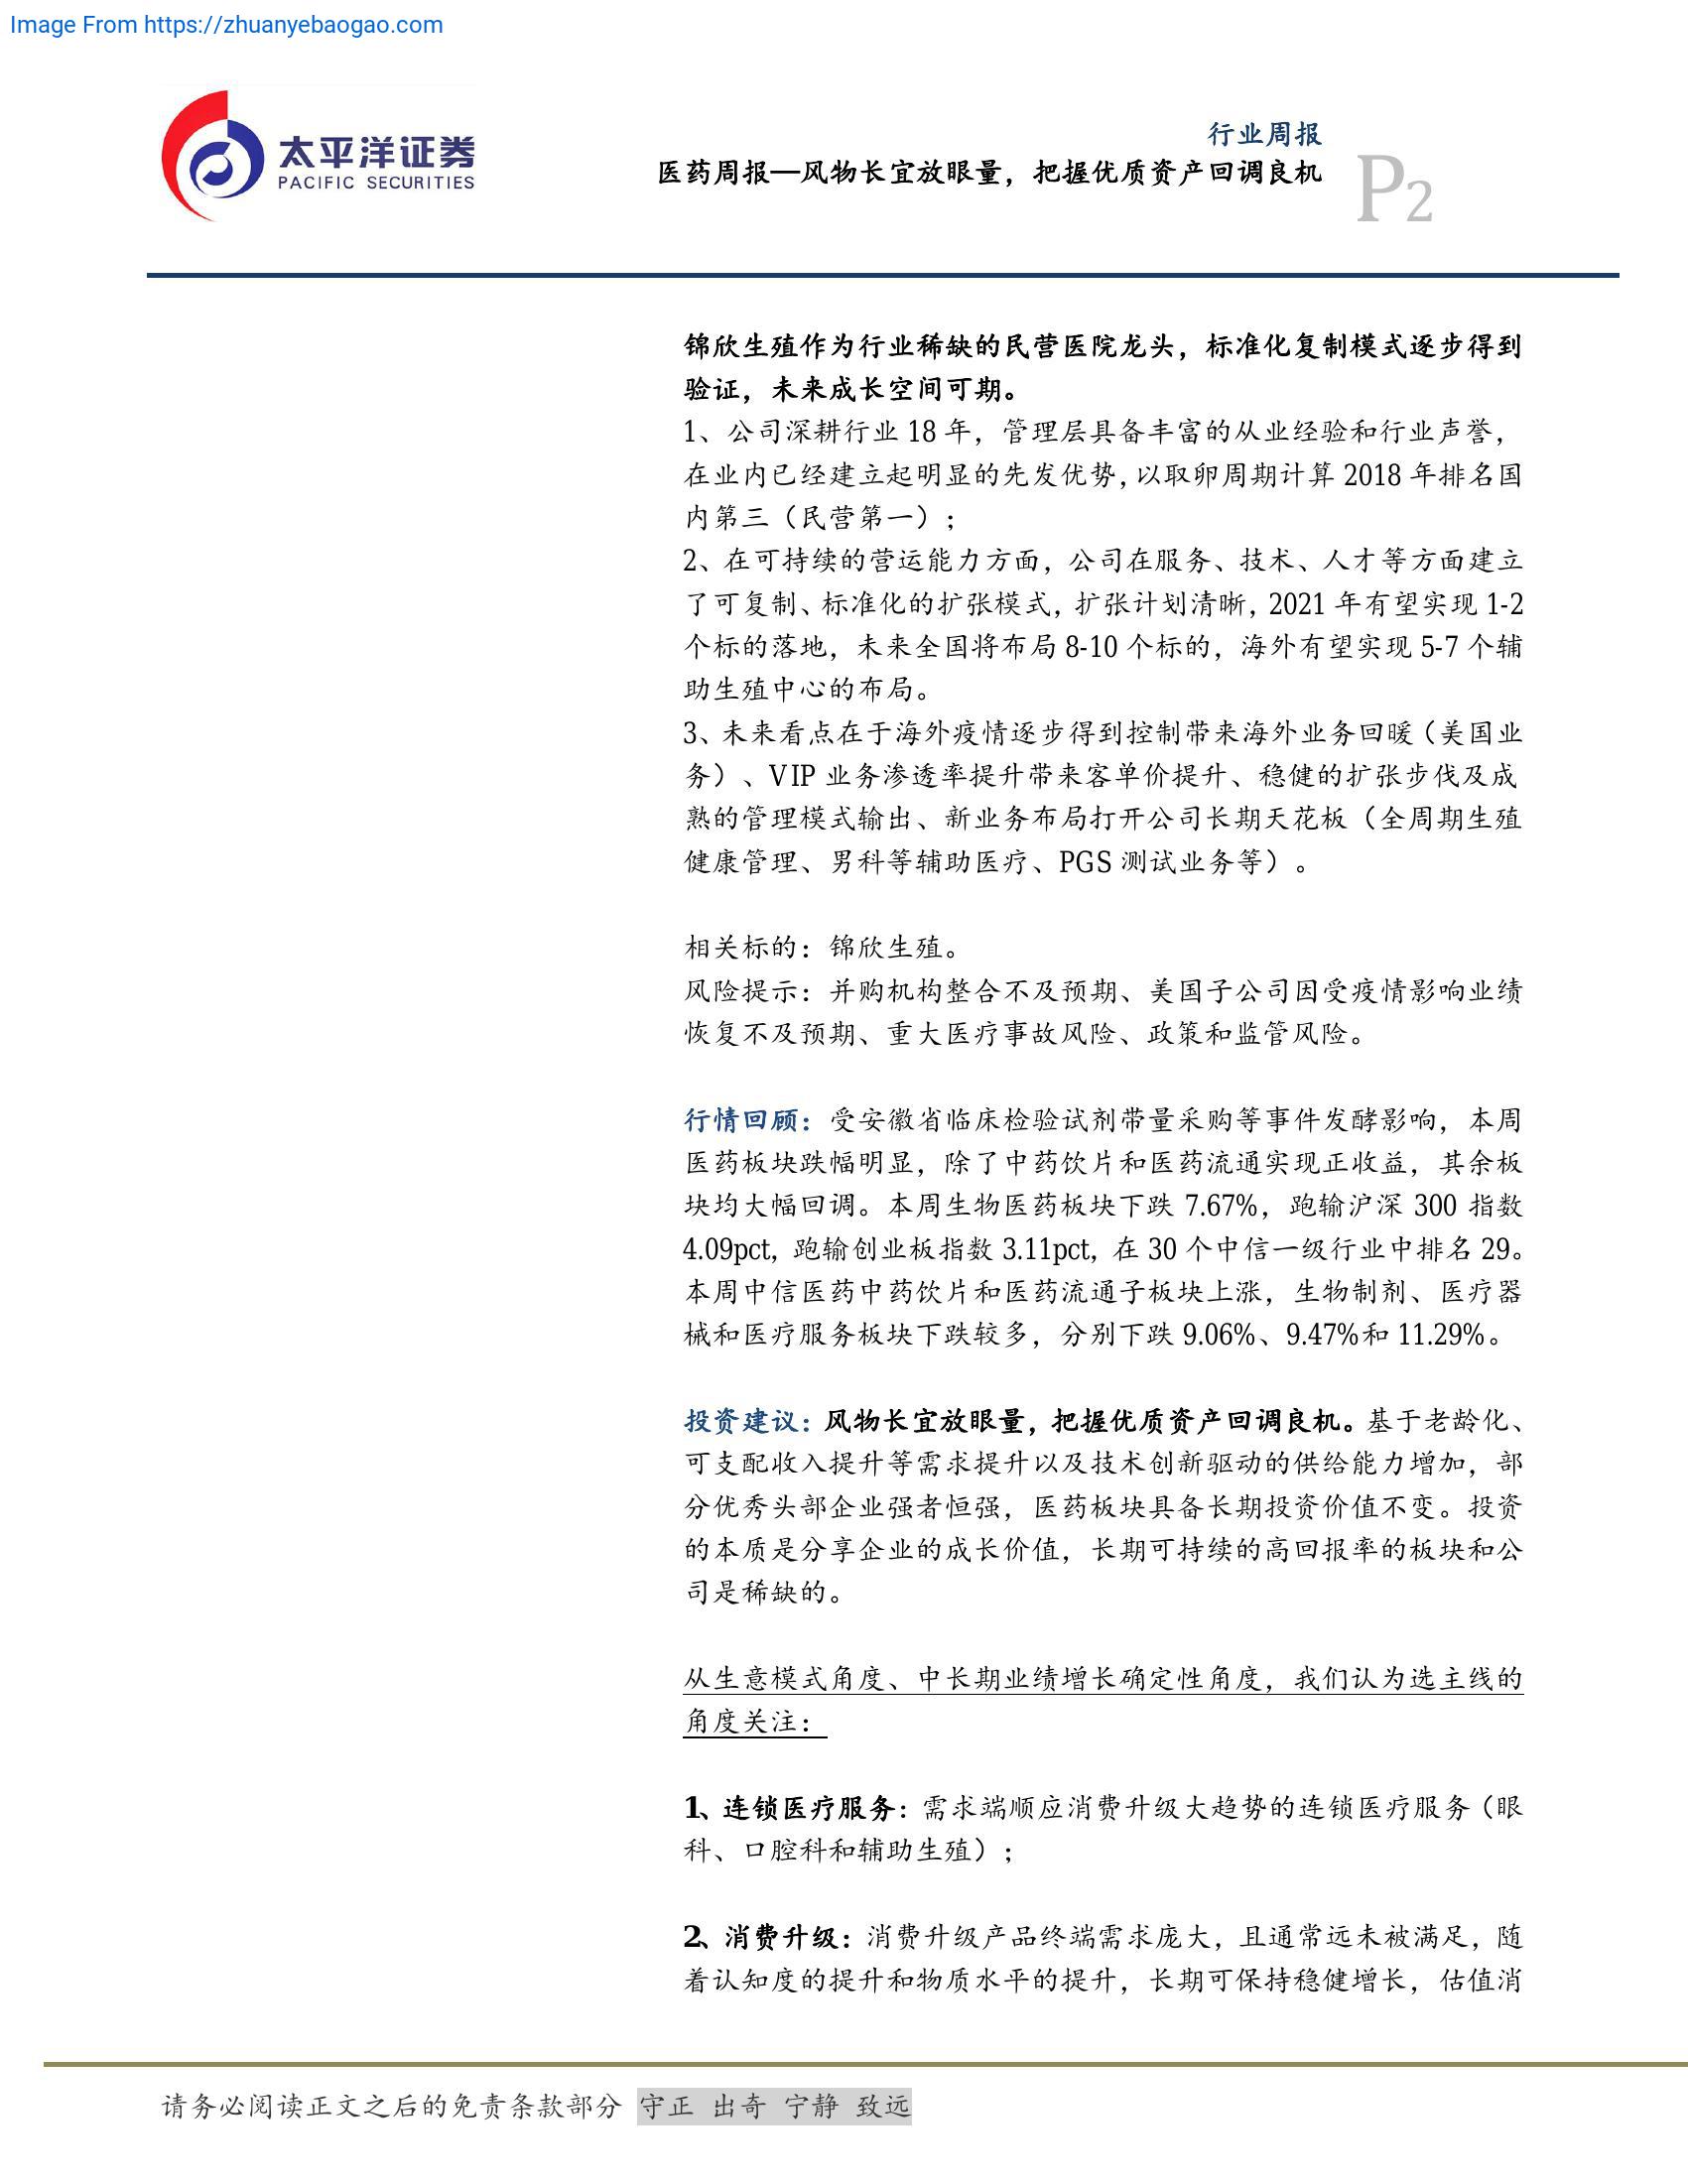 Image From https://zhuanyebaogao.com
太平洋证券
PACIFIC SECURITIES
行业周报
医药周报—风物长宜放眼量，把握优质资产回调良机
P2
锦欣生殖作为行业稀缺的民营医院龙头，标准化复制模式逐步得到
验证，未来成长空间可期。
1、公司深耕行业 18 年，管理层具备丰富的从业经验和行业声誉，
在业内已经建立起明显的先发优势，以取卵周期计算 2018 年排名国
内第三（民营第一）；
2、在可持续的营运能力方面，公司在服务、技术、人才等方面建立
了可复制、标准化的扩张模式，扩张计划清晰，2021 年有望实现 1-2
个标的落地，未来全国将布局 8-10 个标的，海外有望实现 5-7 个辅
助生殖中心的布局。
3、未来看点在于海外疫情逐步得到控制带来海外业务回暖（美国业
务）、VIP 业务渗透率提升带来客单价提升、稳健的扩张步伐及成
熟的管理模式输出、新业务布局打开公司长期天花板（全周期生殖
健康管理、男科等辅助医疗、PGS 测试业务等）。
相关标的：锦欣生殖。
风险提示：并购机构整合不及预期、美国子公司因受疫情影响业绩
恢复不及预期、重大医疗事故风险、政策和监管风险。
行情回顾：受安徽省临床检验试剂带量采购等事件发酵影响，本周
医药板块跌幅明显，除了中药饮片和医药流通实现正收益，其余板
块均大幅回调。本周生物医药板块下跌 7.67%，跑输沪深 300 指数
4.09pct，跑输创业板指数 3.11pct，在 30 个中信一级行业中排名 29。
本周中信医药中药饮片和医药流通子板块上涨，生物制剂、医疗器
械和医疗服务板块下跌较多，分别下跌 9.06%、9.47%和 11.29%。
投资建议：风物长宜放眼量，把握优质资产回调良机。基于老龄化、
可支配收入提升等需求提升以及技术创新驱动的供给能力增加，部
分优秀头部企业强者恒强，医药板块具备长期投资价值不变。投资
的本质是分享企业的成长价值，长期可持续的高回报率的板块和公
司是稀缺的。
从生意模式角度、中长期业绩增长确定性角度，我们认为选主线的
角度关注：
1、连锁医疗服务：需求端顺应消费升级大趋势的连锁医疗服务（眼
科、口腔科和辅助生殖）；
2、消费升级：消费升级产品终端需求庞大，且通常远未被满足，随
着认知度的提升和物质水平的提升，长期可保持稳健增长，估值消
请务必阅读正文之后的免责条款部分 守正 出奇 宁静 致远